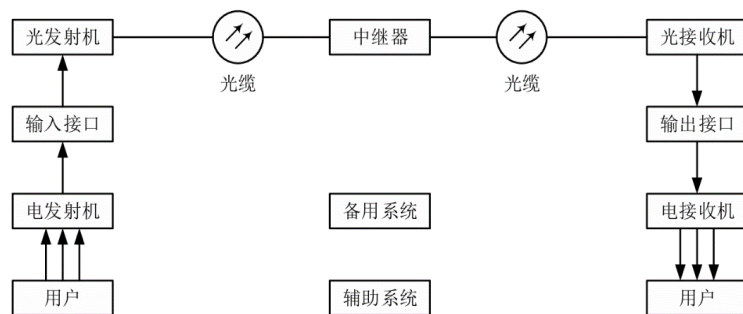 光发射机
中继器
光接收机
光缆
光缆
输入接口
输出接口
电发射机
备用系统
电接收机
用户
辅助系统
用户